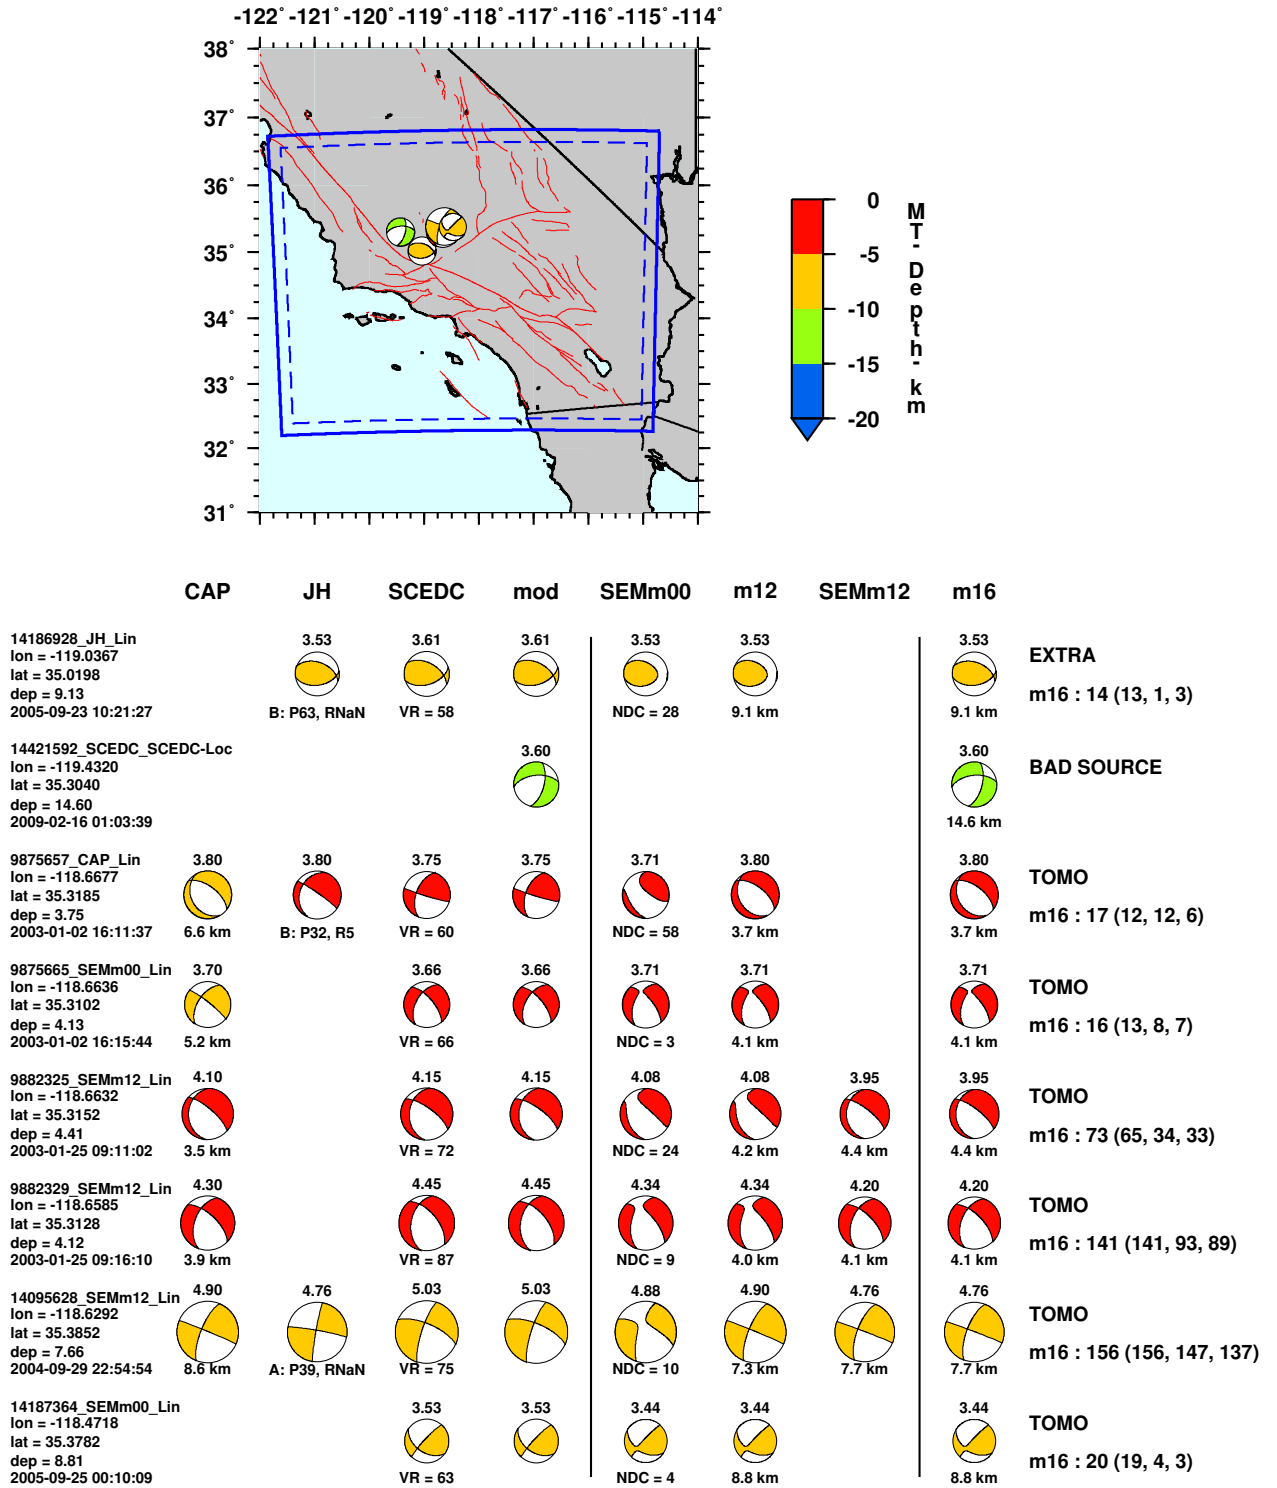 -122° -121° -120° -119° -118° -117° -116° -115° -114°
38°
37°
36°
35°
34°
33°
32°
31°
0
-5
-10
-15
-20
MT-Depth-km
CAP JH SCEDC mod SEMm00 m12 SEMm12 m16
14186928_JH_Lin
lon = -119.0367
lat = 35.0198
dep = 9.13
2005-09-23 10:21:27
3.53 3.61 3.61 3.53 3.53 3.53
B: P63, RNaN VR = 58 NDC = 28 9.1 km 9.1 km
EXTRA
m16 : 14 (13, 1, 3)
14421592_SCEDC_SCEDC-Loc
lon = -119.4320
lat = 35.3040
dep = 14.60
2009-02-16 01:03:39
3.60 3.60
14.6 km
BAD SOURCE
9875657_CAP_Lin
lon = -118.6677
lat = 35.3185
dep = 3.75
2003-01-02 16:11:37
3.80 3.80 3.75 3.75 3.71 3.80 3.80
6.6 km B: P32, R5 VR = 60 NDC = 58 3.7 km 3.7 km
TOMO
m16 : 17 (12, 12, 6)
9875665_SEMm00_Lin
lon = -118.6636
lat = 35.3102
dep = 4.13
2003-01-02 16:15:44
3.70 3.66 3.66 3.71 3.71 3.71
5.2 km VR = 66 NDC = 3 4.1 km 4.1 km
TOMO
m16 : 16 (13, 8, 7)
9882325_SEMm12_Lin
lon = -118.6632
lat = 35.3152
dep = 4.41
2003-01-25 09:11:02
4.10 4.15 4.15 4.08 4.08 3.95 3.95
3.5 km VR = 72 NDC = 24 4.2 km 4.4 km 4.4 km
TOMO
m16 : 73 (65, 34, 33)
9882329_SEMm12_Lin
lon = -118.6585
lat = 35.3128
dep = 4.12
2003-01-25 09:16:10
4.30 4.45 4.45 4.34 4.34 4.20 4.20
3.9 km VR = 87 NDC = 9 4.0 km 4.1 km 4.1 km
TOMO
m16 : 141 (141, 93, 89)
14095628_SEMm12_Lin
lon = -118.6292
lat = 35.3852
dep = 7.66
2004-09-29 22:54:54
4.90 4.76 5.03 5.03 4.88 4.90 4.76 4.76
8.6 km A: P39, RNaN VR = 75 NDC = 10 7.3 km 7.7 km 7.7 km
TOMO
m16 : 156 (156, 147, 137)
14187364_SEMm00_Lin
lon = -118.4718
lat = 35.3782
dep = 8.81
2005-09-25 00:10:09
3.53 3.53 3.44 3.44 3.44
VR = 63 NDC = 4 8.8 km 8.8 km
TOMO
m16 : 20 (19, 4, 3)